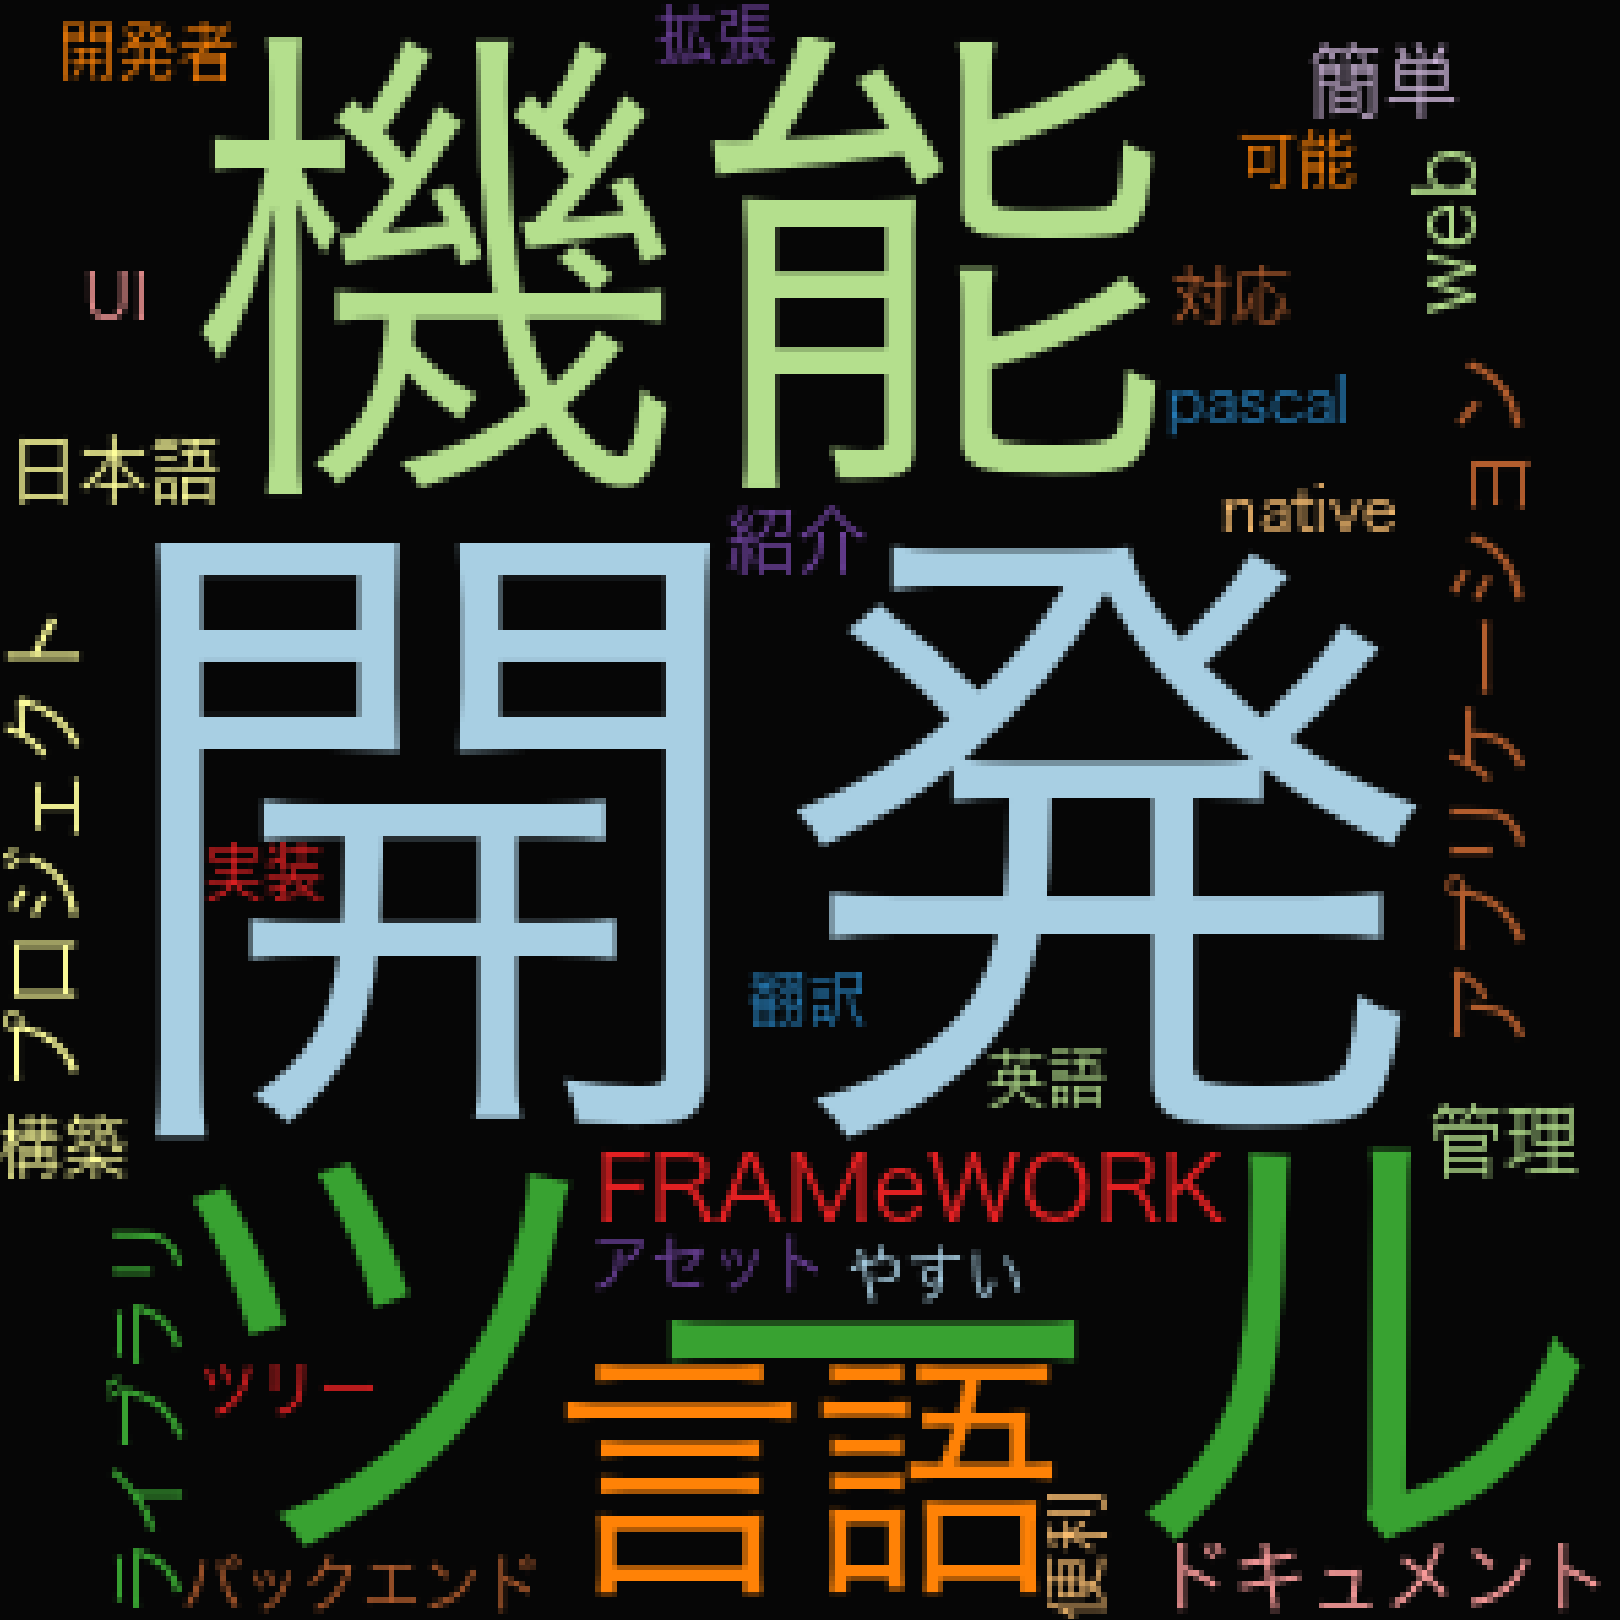 開発者
拡張
簡単
機能
可能
web
UI
対応
pascal
日本語
native
紹介
アプリケーション
開発
プロジェクト
実装
翻訳
英語
構築
管理
FRAMeWORK
アセット
やすい
ツール
ライブラリ
ツリー
言語
便利
バックエンド
ドキュメント